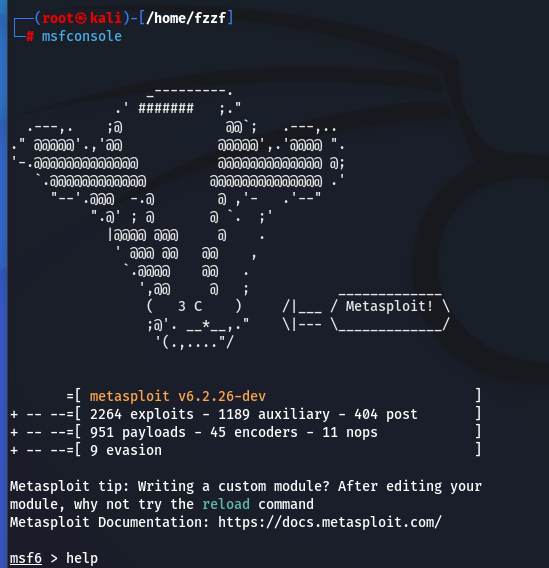 ┌──(root㉿kali)-[/home/fzzf]
└─# msfconsole
               _---------.
            .' #######   ;."
  .---,.    ;@             @@`;   .---,..
." @@@@@'.,'@@            @@@@@',.'@@@@ ".
'-.@@@@@@@@@@@@@          @@@@@@@@@@@@@ @;
   `.@@@@@@@@@@@@        @@@@@@@@@@@@@@ .'
     "--'.@@@  -.@        @ ,'-   .'--"
          ".@' ; @       @ `.  ;'
            |@@@@ @@@     @    .
             ' @@@ @@   @@    ,
              `.@@@@    @@   .
                ',@@     @   ;           _____________
                 (   3 C    )     /|___ / Metasploit! \
                 ;@'. __*__,."    \|--- \_____________/
                  '(.,...."/
       =[ metasploit v6.2.26-dev                          ]
+ -- --=[ 2264 exploits - 1189 auxiliary - 404 post       ]
+ -- --=[ 951 payloads - 45 encoders - 11 nops            ]
+ -- --=[ 9 evasion                                       ]
Metasploit tip: Writing a custom module? After editing your
module, why not try the reload command
Metasploit Documentation: https://docs.metasploit.com/
msf6 > help